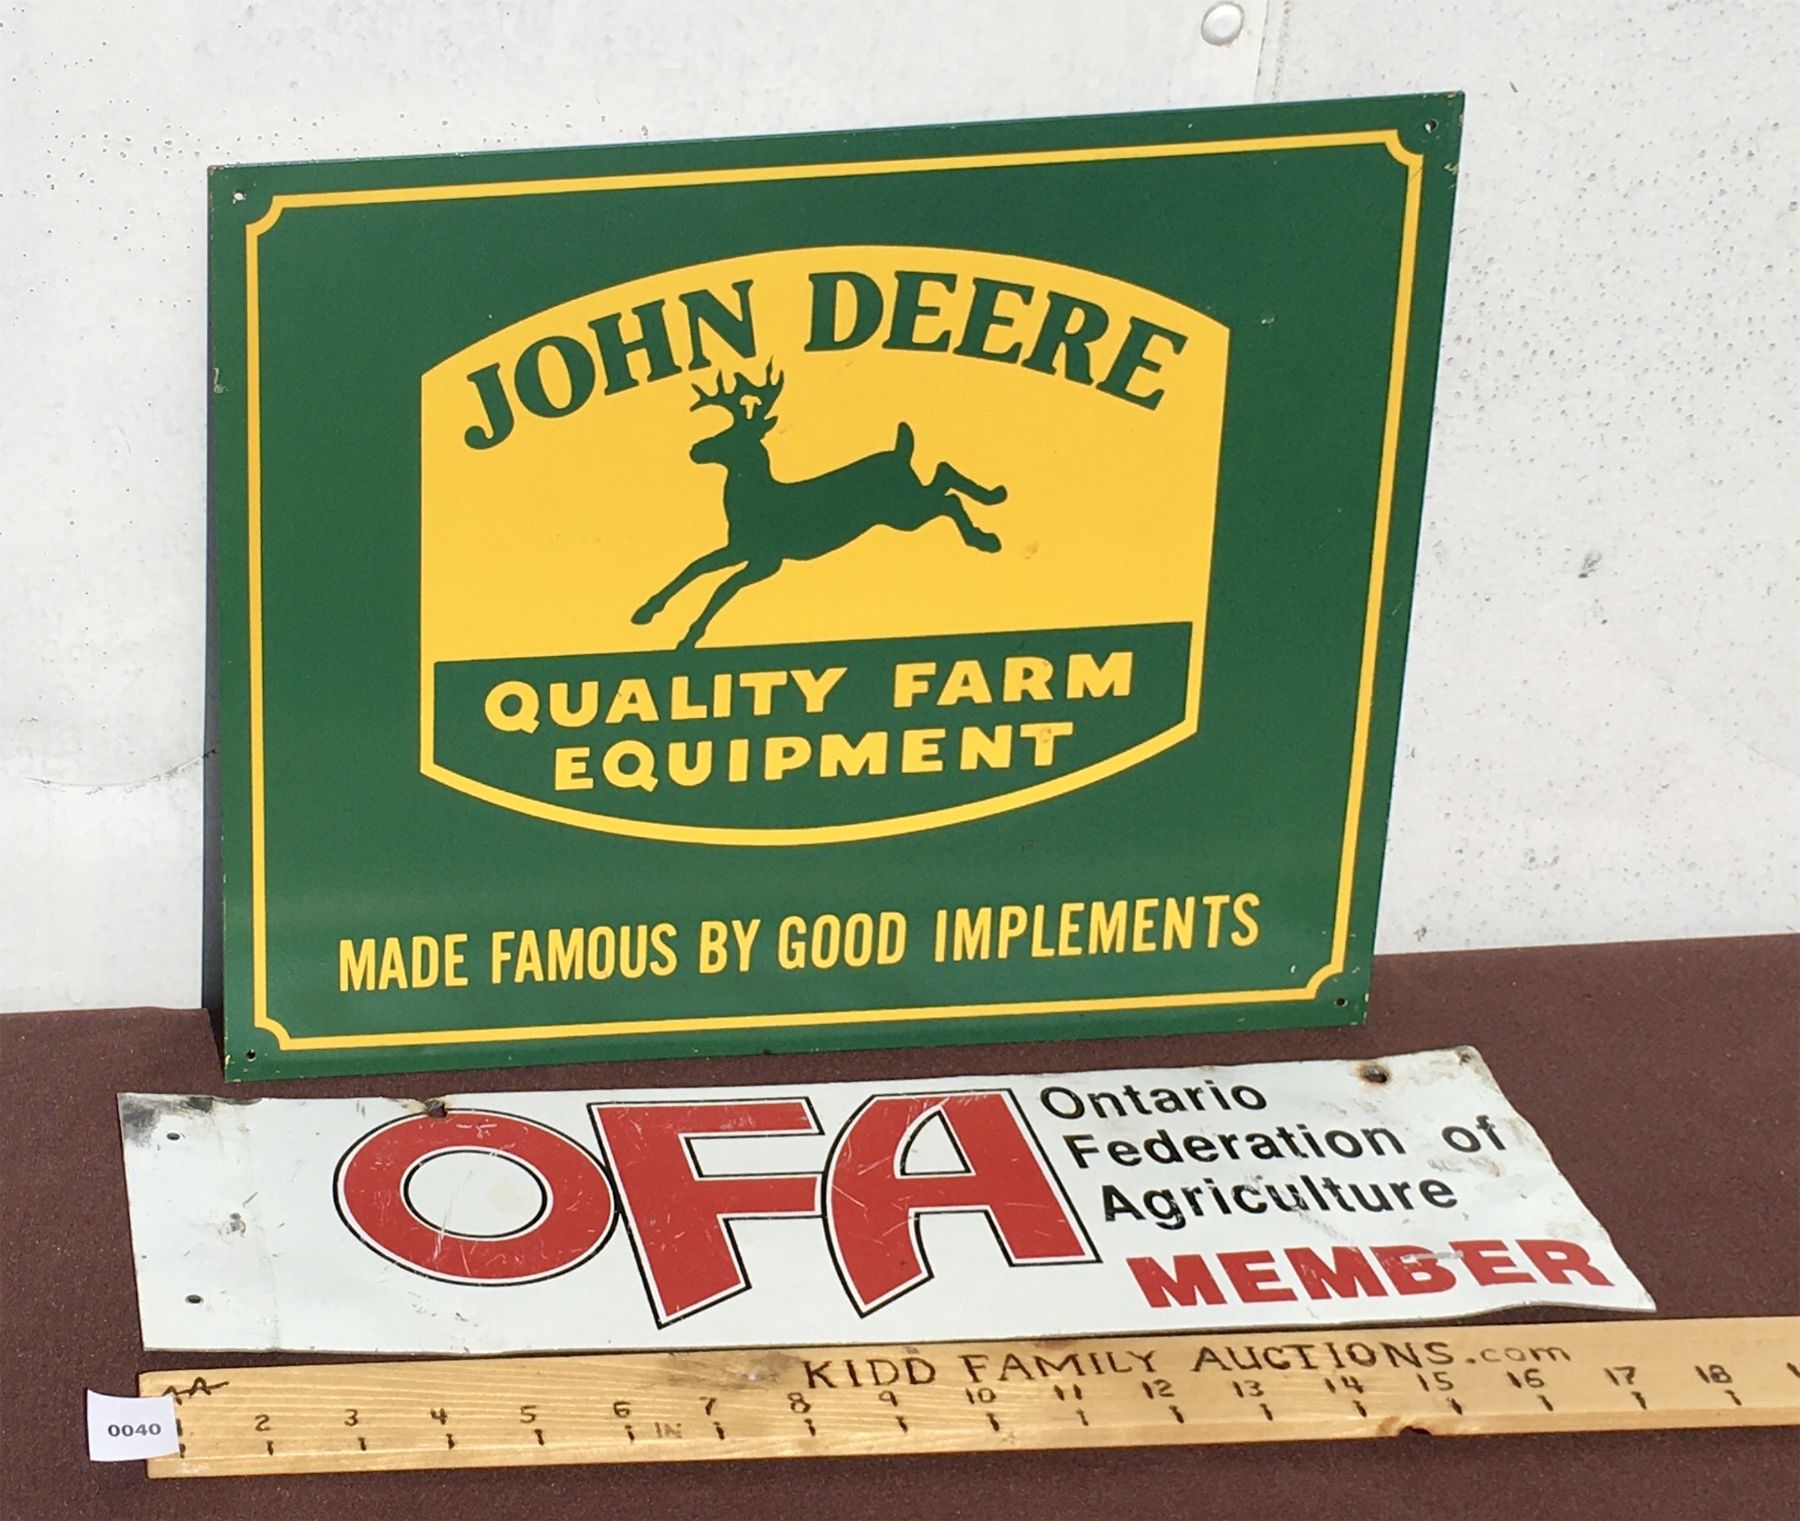 JOHN DEERE
QUALITY FARM
EQUIPMENT
MADE FAMOUS BY GOOD IMPLEMENTS
OFA
Ontario
Federation of
Agriculture
MEMBER
KIDD FAMILY AUCTIONS.com
1 2 3 4 5 6 IN 7 8 9 10 11 12 13 14 15 16 17 18
0040